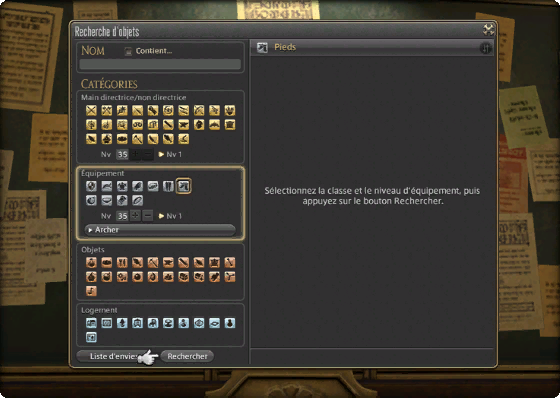 Recherche d'objets
Nom
Contient...
Pieds
Catégories
Main directrice/non directrice
Nv 35 Nv 1
Équipement
Nv 35 + - Nv 1
Archer
Sélectionnez la classe et le niveau d'équipement, puis
appuyez sur le bouton Rechercher.
Objets
Logement
Liste d'envies
Rechercher